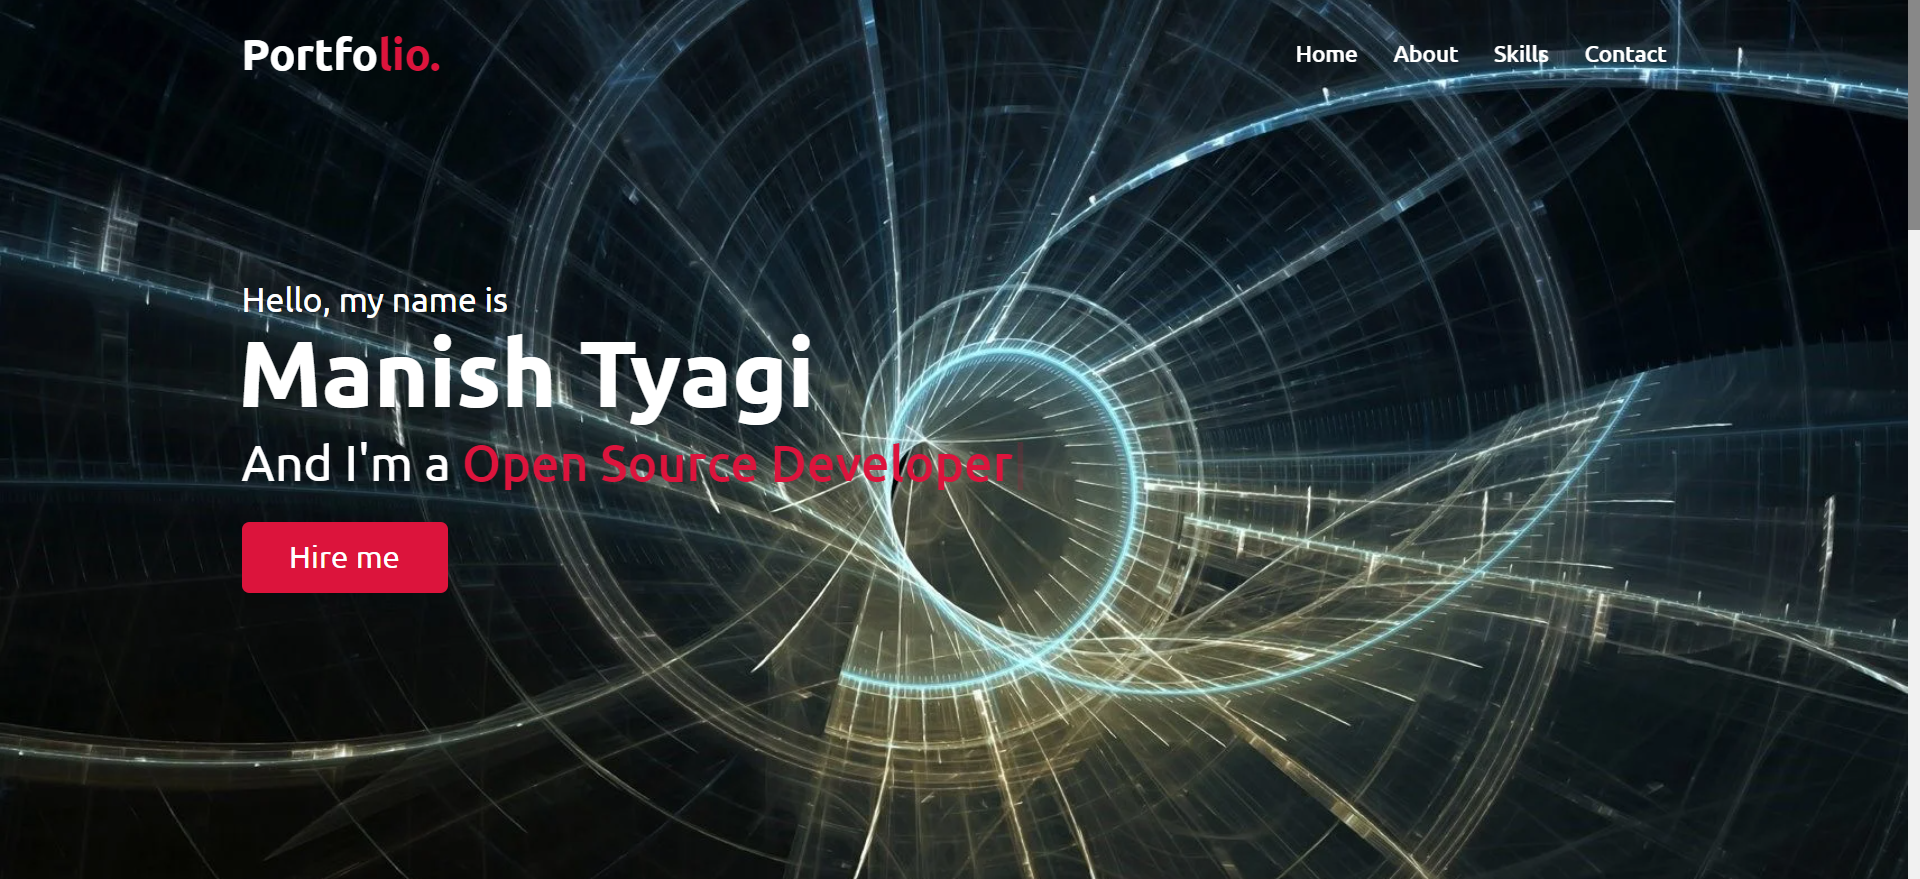 Portfolio.
Home About Skills Contact
Hello, my name is
Manish Tyagi
And I'm a Open Source Developer
Hire me